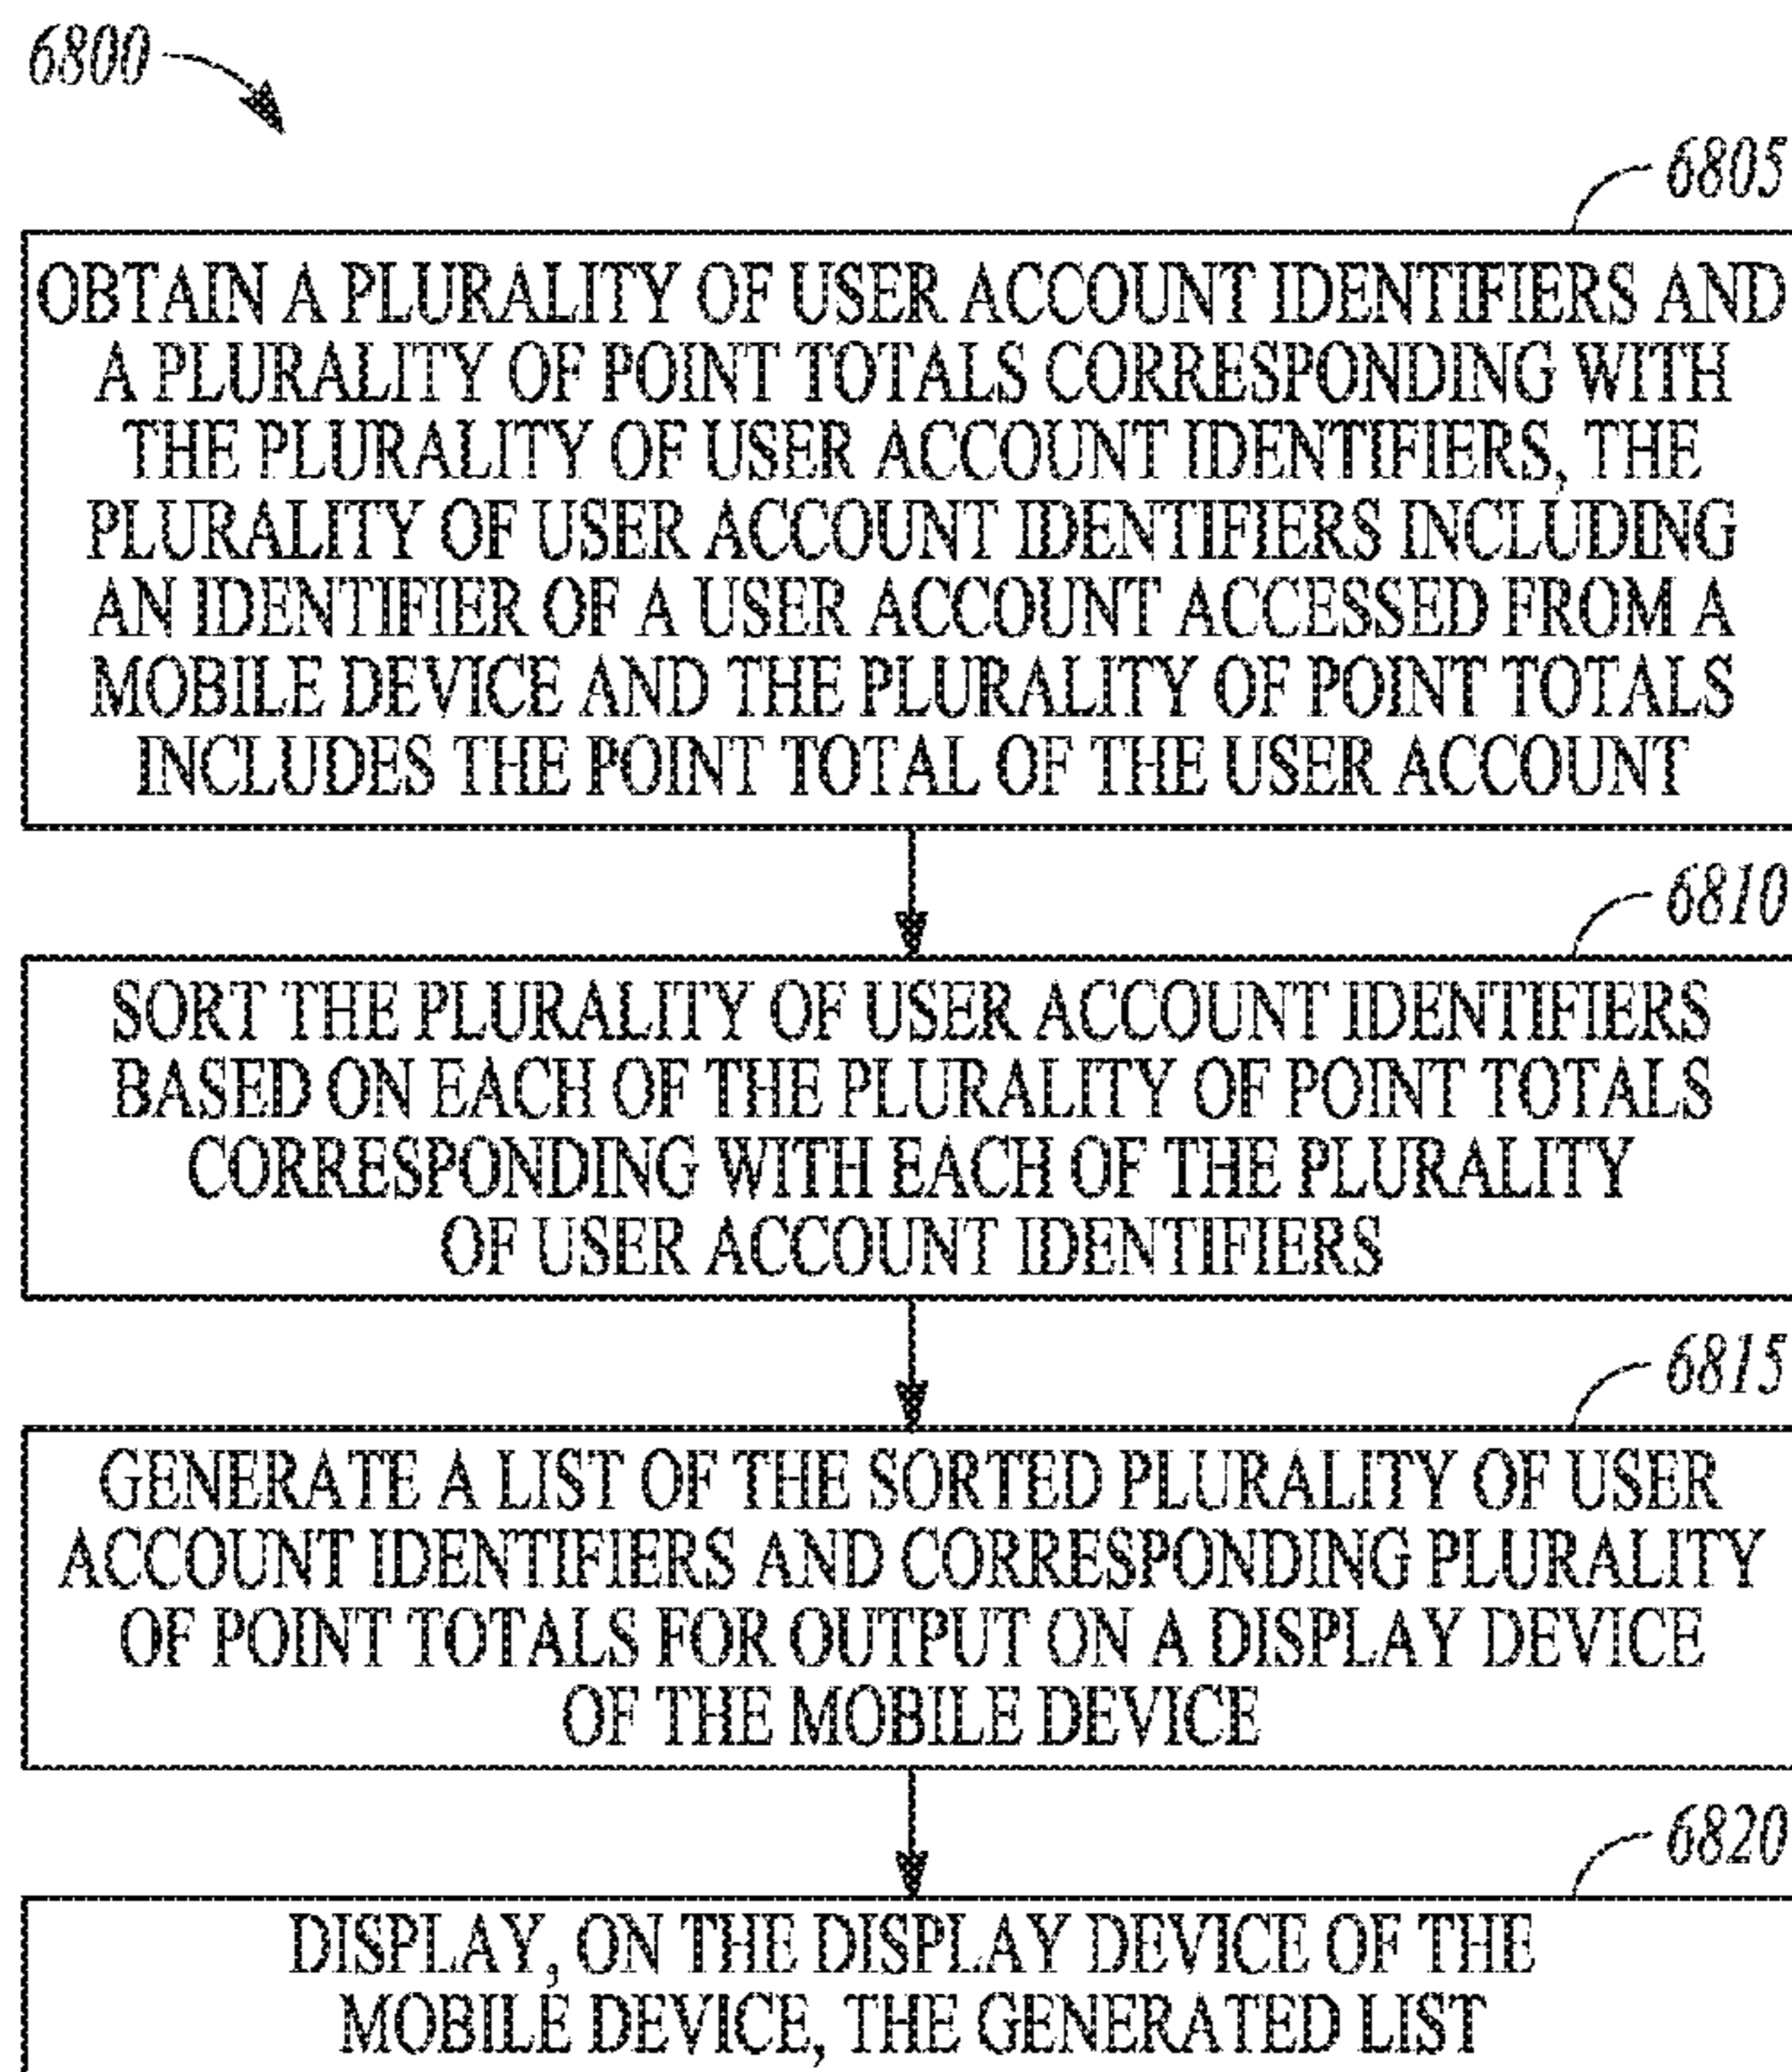 6800
6805
OBTAIN A PLURALITY OF USER ACCOUNT IDENTIFIERS AND
A PLURALITY OF POINT TOTALS CORRESPONDING WITH
THE PLURALITY OF USER ACCOUNT IDENTIFIERS, THE
PLURALITY OF USER ACCOUNT IDENTIFIERS INCLUDING
AN IDENTIFIER OF A USER ACCOUNT ACCESSED FROM A
MOBILE DEVICE AND THE PLURALITY OF POINT TOTALS
INCLUDES THE POINT TOTAL OF THE USER ACCOUNT
6810
SORT THE PLURALITY OF USER ACCOUNT IDENTIFIERS
BASED ON EACH OF THE PLURALITY OF POINT TOTALS
CORRESPONDING WITH EACH OF THE PLURALITY
OF USER ACCOUNT IDENTIFIERS
6815
GENERATE A LIST OF THE SORTED PLURALITY OF USER
ACCOUNT IDENTIFIERS AND CORRESPONDING PLURALITY
OF POINT TOTALS FOR OUTPUT ON A DISPLAY DEVICE
OF THE MOBILE DEVICE
6820
DISPLAY, ON THE DISPLAY DEVICE OF THE
MOBILE DEVICE, THE GENERATED LIST